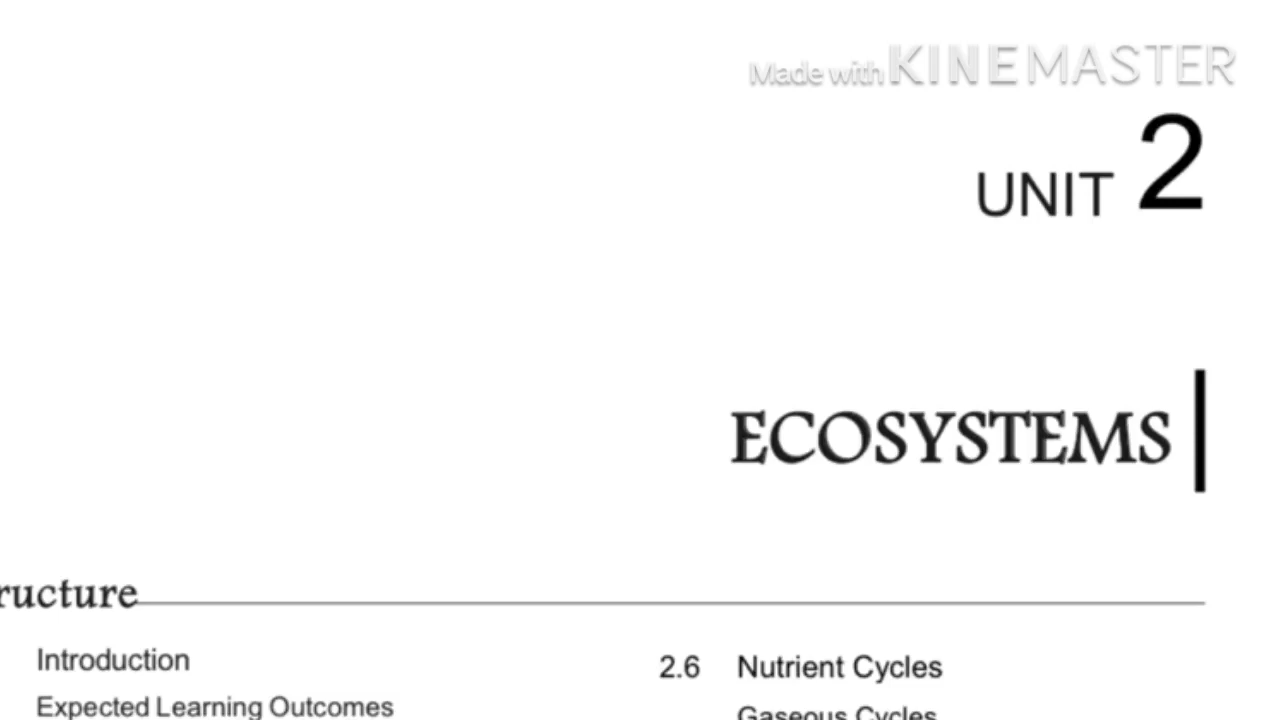 Made with KINEMASTER
UNIT 2
ECOSYSTEMS
ructure
Introduction
Expected Learning Outcomes
2.6 Nutrient Cycles
Gaseous Cycles